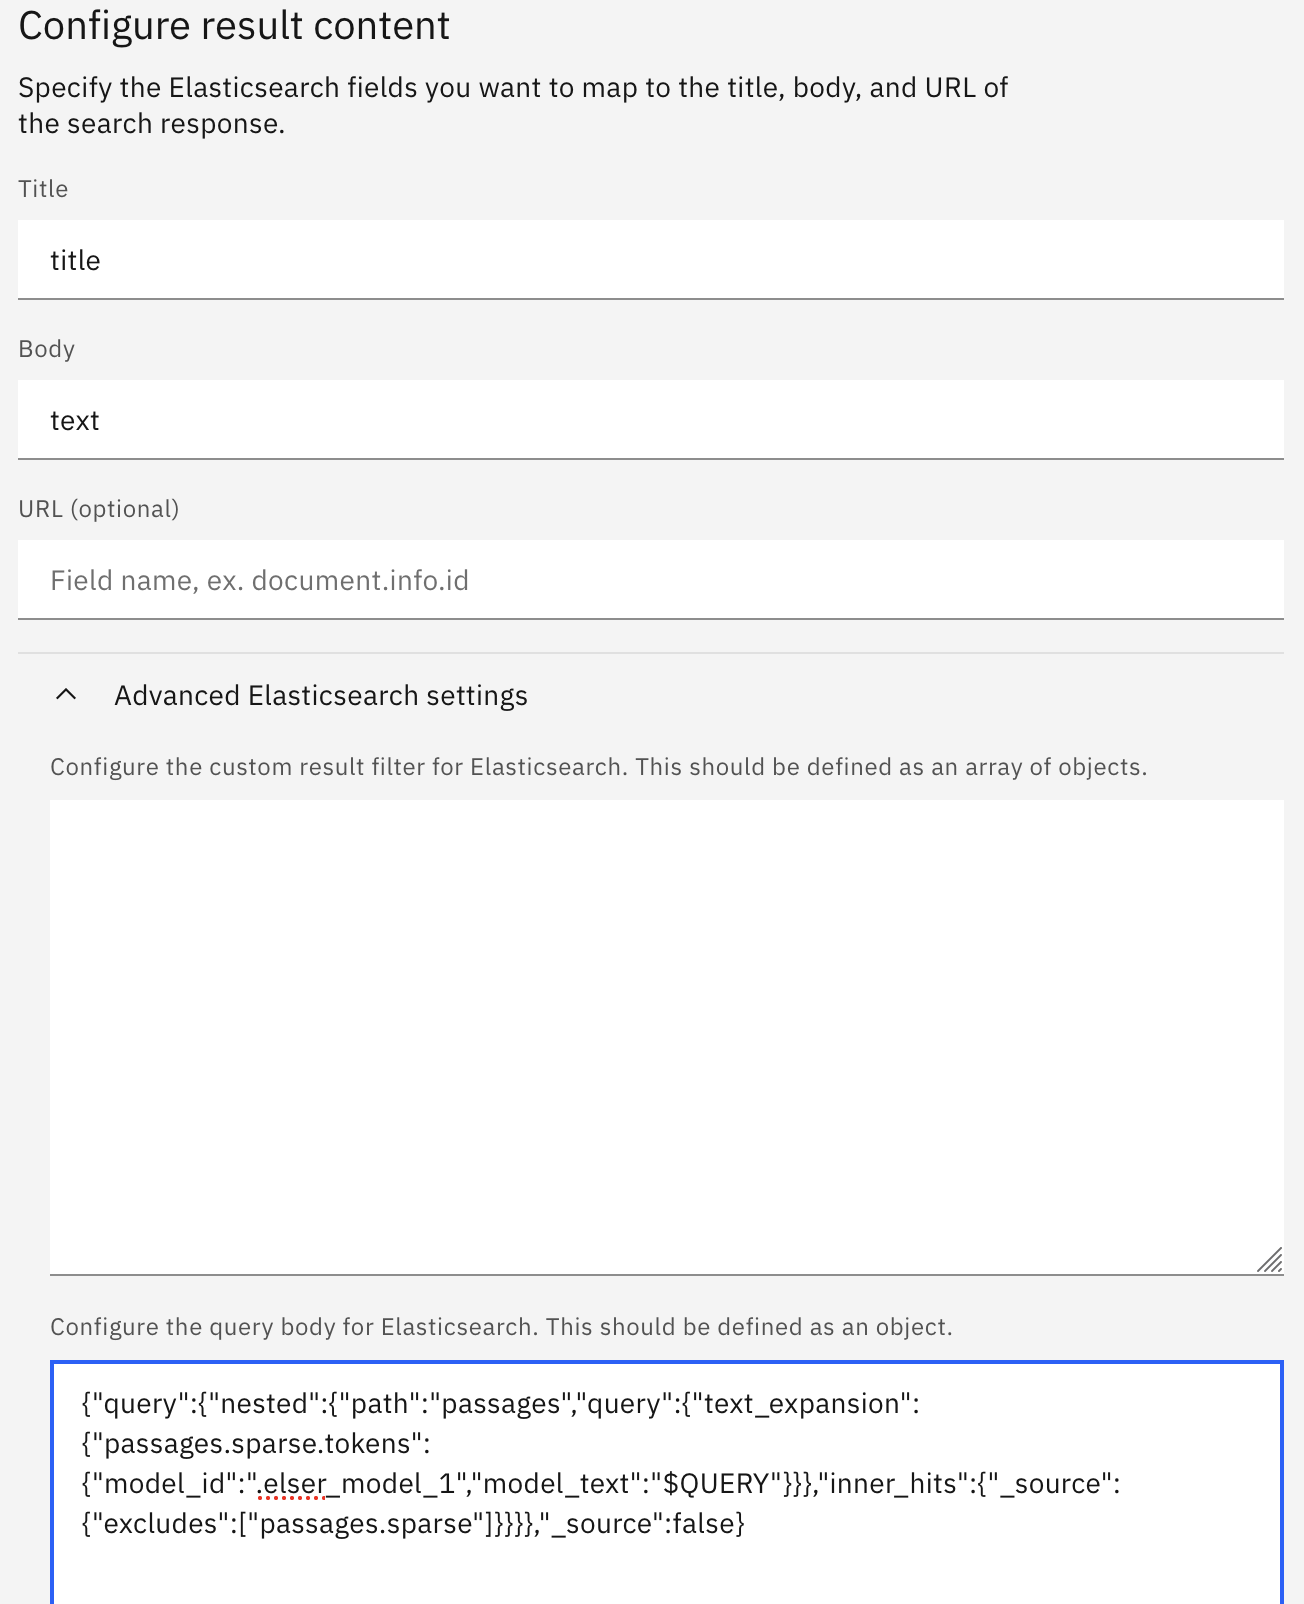 Configure result content
Specify the Elasticsearch fields you want to map to the title, body, and URL of
the search response.
Title
title
Body
text
URL (optional)
Field name, ex. document.info.id
Advanced Elasticsearch settings
Configure the custom result filter for Elasticsearch. This should be defined as an array of objects.
Configure the query body for Elasticsearch. This should be defined as an object.
{"query":{"nested":{"path":"passages","query":{"text_expansion":
{"passages.sparse.tokens":
{"model_id":".elser_model_1","model_text":"$QUERY"}}},"inner_hits":{"_source":
{"excludes":["passages.sparse"]}}}},"_source":false}